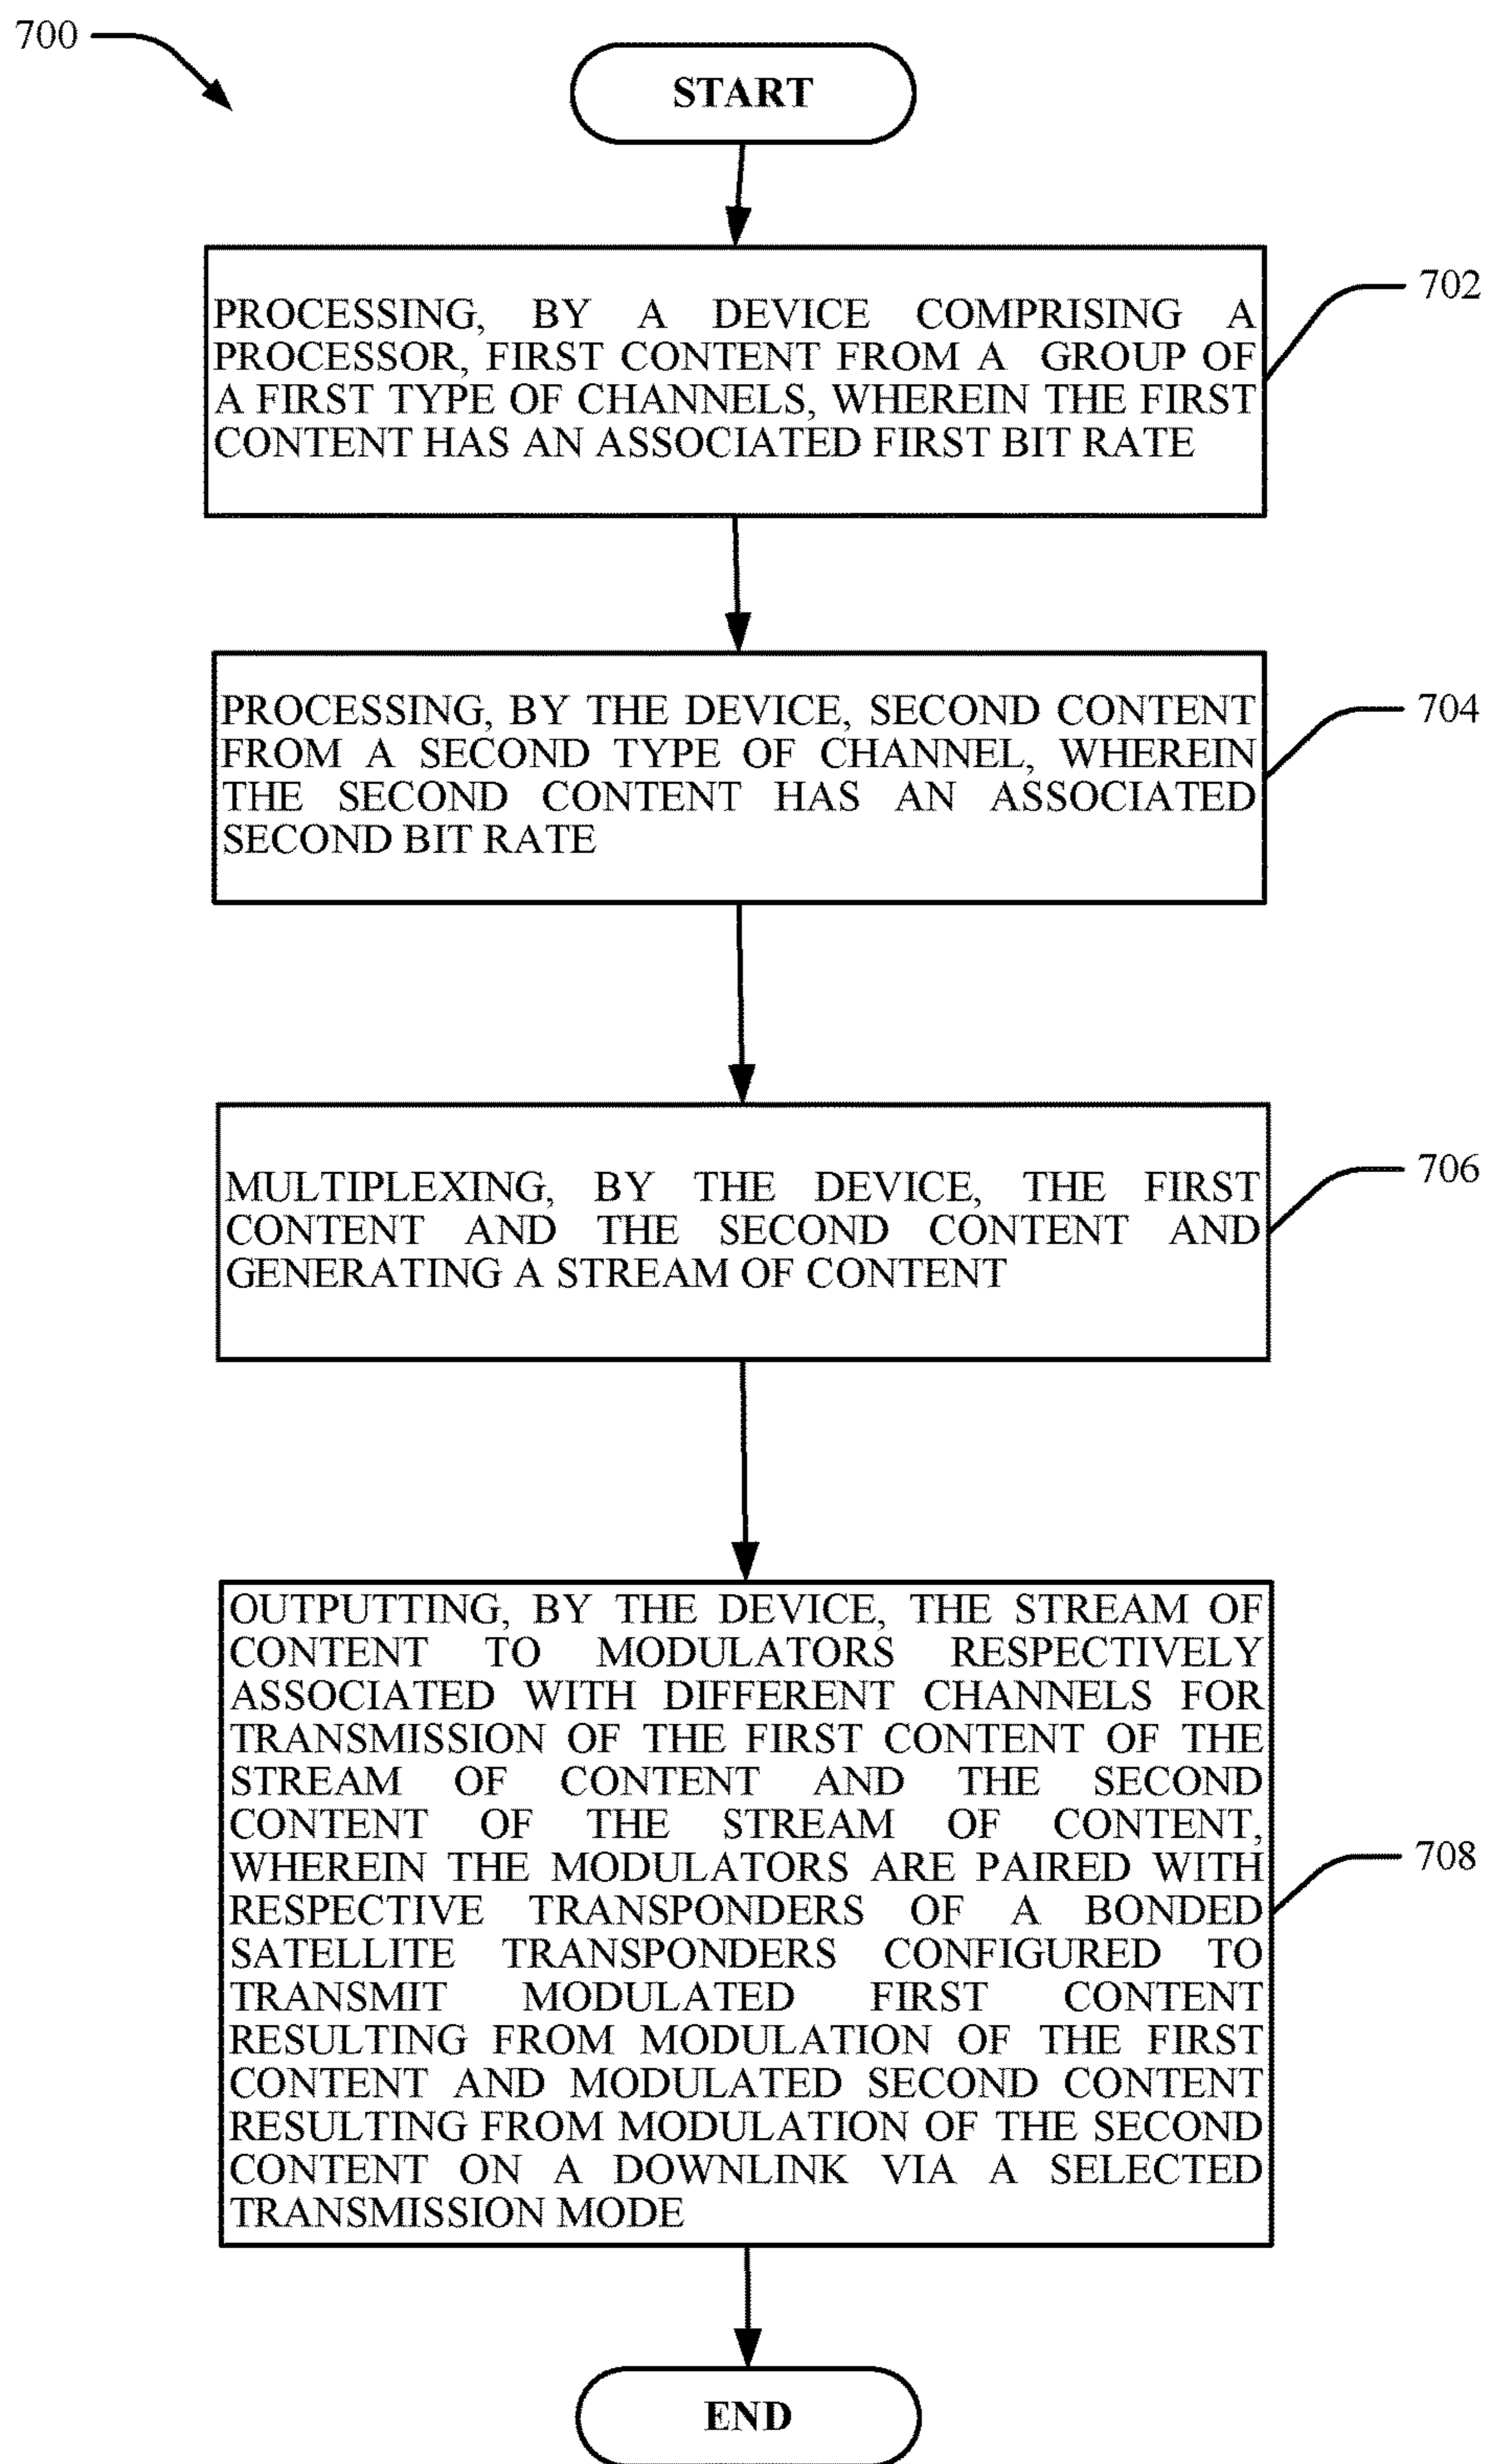 700
START
PROCESSING, BY A DEVICE COMPRISING A
PROCESSOR, FIRST CONTENT FROM A GROUP OF
A FIRST TYPE OF CHANNELS, WHEREIN THE FIRST
CONTENT HAS AN ASSOCIATED FIRST BIT RATE
702
PROCESSING, BY THE DEVICE, SECOND CONTENT
FROM A SECOND TYPE OF CHANNEL, WHEREIN
THE SECOND CONTENT HAS AN ASSOCIATED
SECOND BIT RATE
704
MULTIPLEXING, BY THE DEVICE, THE FIRST
CONTENT AND THE SECOND CONTENT AND
GENERATING A STREAM OF CONTENT
706
OUTPUTTING, BY THE DEVICE, THE STREAM OF
CONTENT TO MODULATORS RESPECTIVELY
ASSOCIATED WITH DIFFERENT CHANNELS FOR
TRANSMISSION OF THE FIRST CONTENT OF THE
STREAM OF CONTENT AND THE SECOND
CONTENT OF THE STREAM OF CONTENT,
WHEREIN THE MODULATORS ARE PAIRED WITH
RESPECTIVE TRANSPONDERS OF A BONDED
SATELLITE TRANSPONDERS CONFIGURED TO
TRANSMIT MODULATED FIRST CONTENT
RESULTING FROM MODULATION OF THE FIRST
CONTENT AND MODULATED SECOND CONTENT
RESULTING FROM MODULATION OF THE SECOND
CONTENT ON A DOWNLINK VIA A SELECTED
TRANSMISSION MODE
708
END